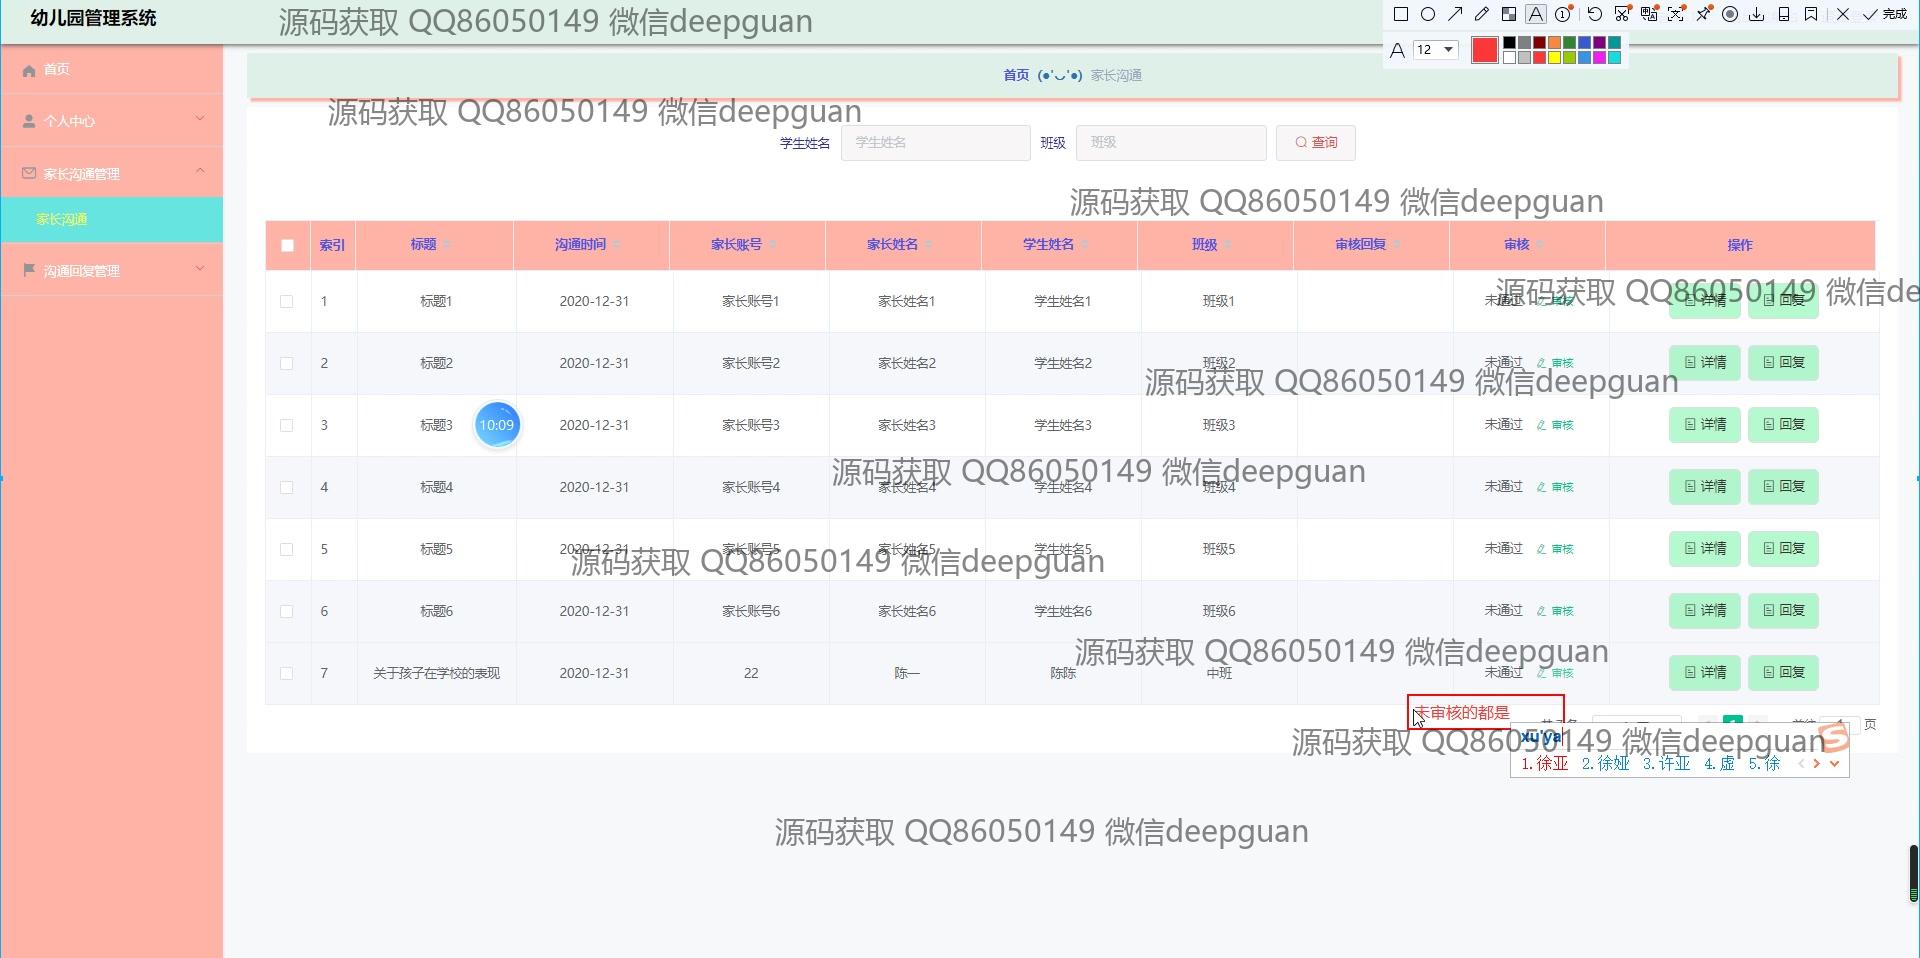 幼儿园管理系统
源码获取 QQ86050149 微信deepguan
完成
A 12
首页
首页 (●'◡'●) 家长沟通
个人中心
源码获取 QQ86050149 微信deepguan
学生姓名 学生姓名 班级 班级 查询
家长沟通管理
源码获取 QQ86050149 微信deepguan
家长沟通
索引 标题 沟通时间 家长账号 家长姓名 学生姓名 班级 审核回复 审核 操作
沟通回复管理
源码获取 QQ86050149 微信de
1 标题1 2020-12-31 家长账号1 家长姓名1 学生姓名1 班级1 未通过 审核 详情 回复
2 标题2 2020-12-31 家长账号2 家长姓名2 学生姓名2 班级2 未通过 审核 详情 回复
源码获取 QQ86050149 微信deepguan
3 标题3 2020-12-31 家长账号3 家长姓名3 学生姓名3 班级3 未通过 审核 详情 回复
10:09
源码获取 QQ86050149 微信deepguan
4 标题4 2020-12-31 家长账号4 家长姓名4 学生姓名4 班级4 未通过 审核 详情 回复
5 标题5 2020-12-31 家长账号5 家长姓名5 学生姓名5 班级5 未通过 审核 详情 回复
源码获取 QQ86050149 微信deepguan
6 标题6 2020-12-31 家长账号6 家长姓名6 学生姓名6 班级6 未通过 审核 详情 回复
源码获取 QQ86050149 微信deepguan
7 关于孩子在学校的表现 2020-12-31 22 陈一 陈陈 中班 未通过 审核 详情 回复
未审核的都是
页
源码获取 QQ86050149 微信deepguan
xu'ya
1.徐亚 2.徐娅 3.许亚 4.虚 5.徐
源码获取 QQ86050149 微信deepguan